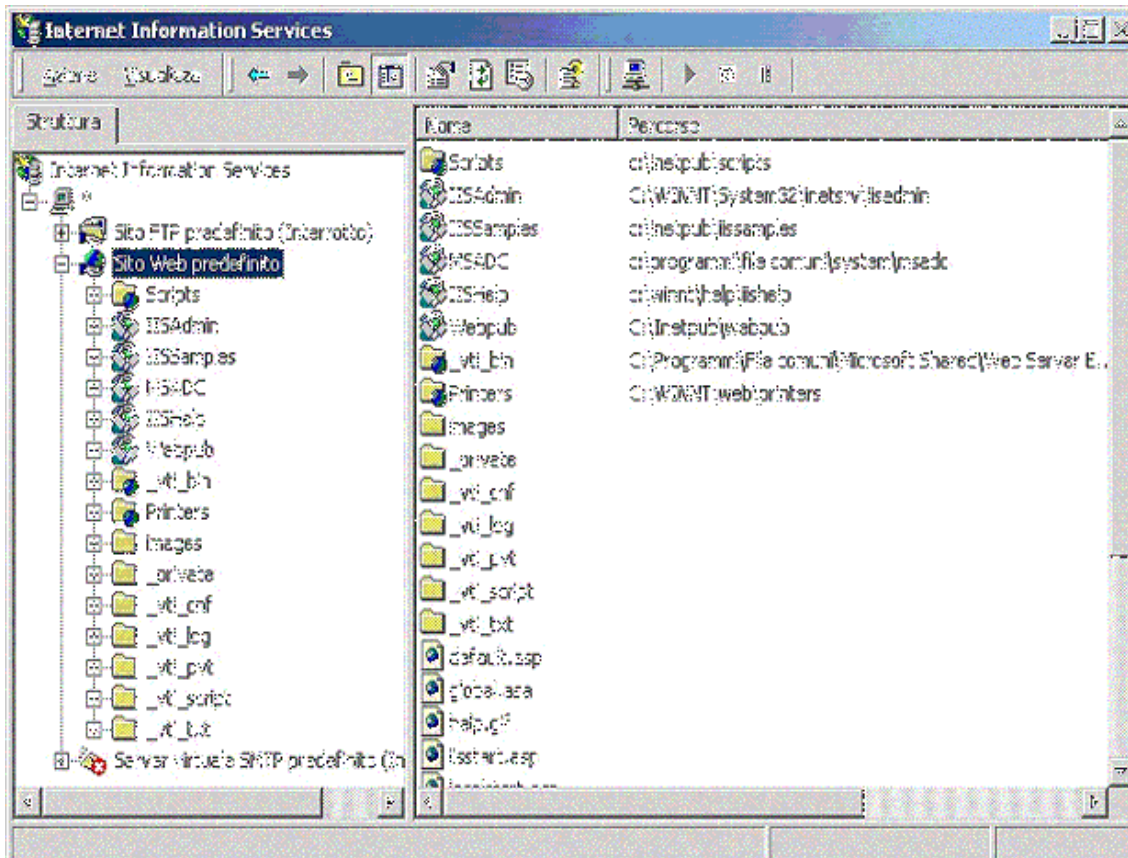 Internet Information Services
Azione Visualizza
Struttura
Internet Information Services
*
Sito FTP predefinito (Interrotto)
Sito Web predefinito
Scripts
IISAdmin
IISSamples
MSADC
IISHelp
Webpub
_vti_bin
Printers
images
_private
_vti_cnf
_vti_log
_vti_pvt
_vti_script
_vti_txt
Server virtuale SMTP predefinito (In
Nome Percorso
Scripts c:\inetpub\scripts
IISAdmin C:\WINNT\System32\inetsrv\iisadmin
IISSamples c:\inetpub\iissamples
MSADC c:\programmi\file comuni\system\msadc
IISHelp c:\winnt\help\iishelp
Webpub C:\Inetpub\webpub
_vti_bin C:\Programmi\File comuni\Microsoft Shared\Web Server E...
Printers C:\WINNT\web\printers
images
_private
_vti_cnf
_vti_log
_vti_pvt
_vti_script
_vti_txt
default.asp
global.asa
help.gif
iisstart.asp